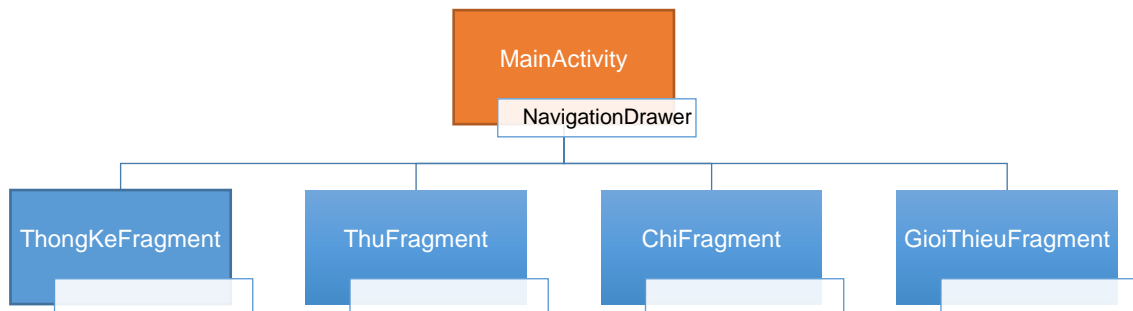 MainActivity
NavigationDrawer
ThongKeFragment
ThuFragment
ChiFragment
GioiThieuFragment